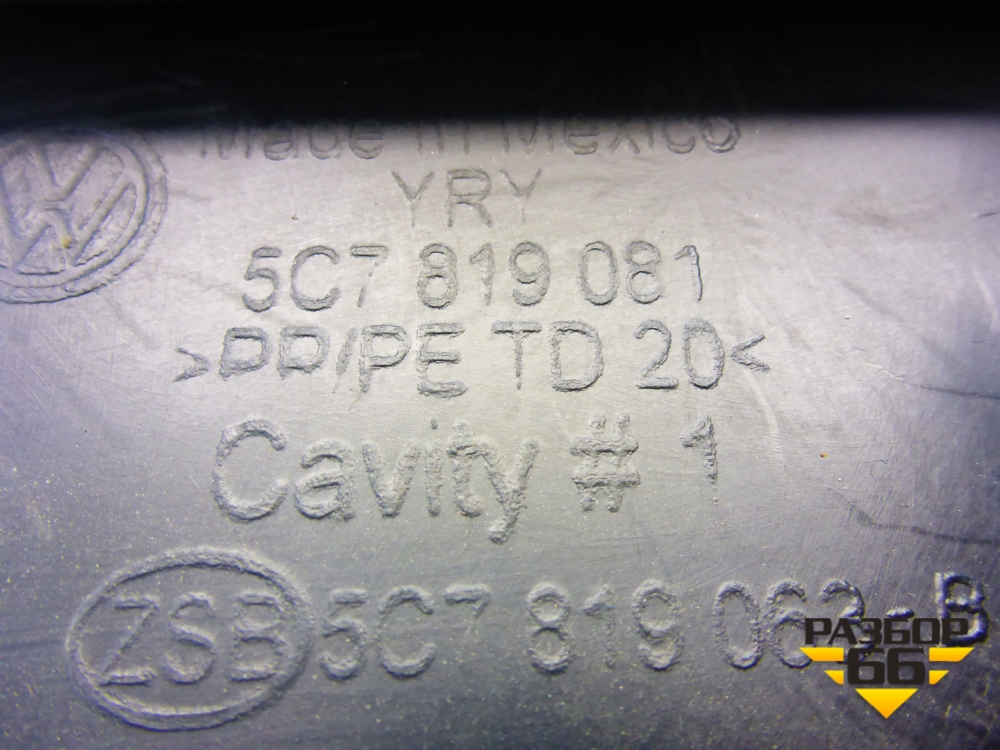 Made in Mexico
YRY
5C7 819 081
>PP/PE TD 20<
Cavity # 1
ZSB 5C7 819 063-B
РАЗБОР
66